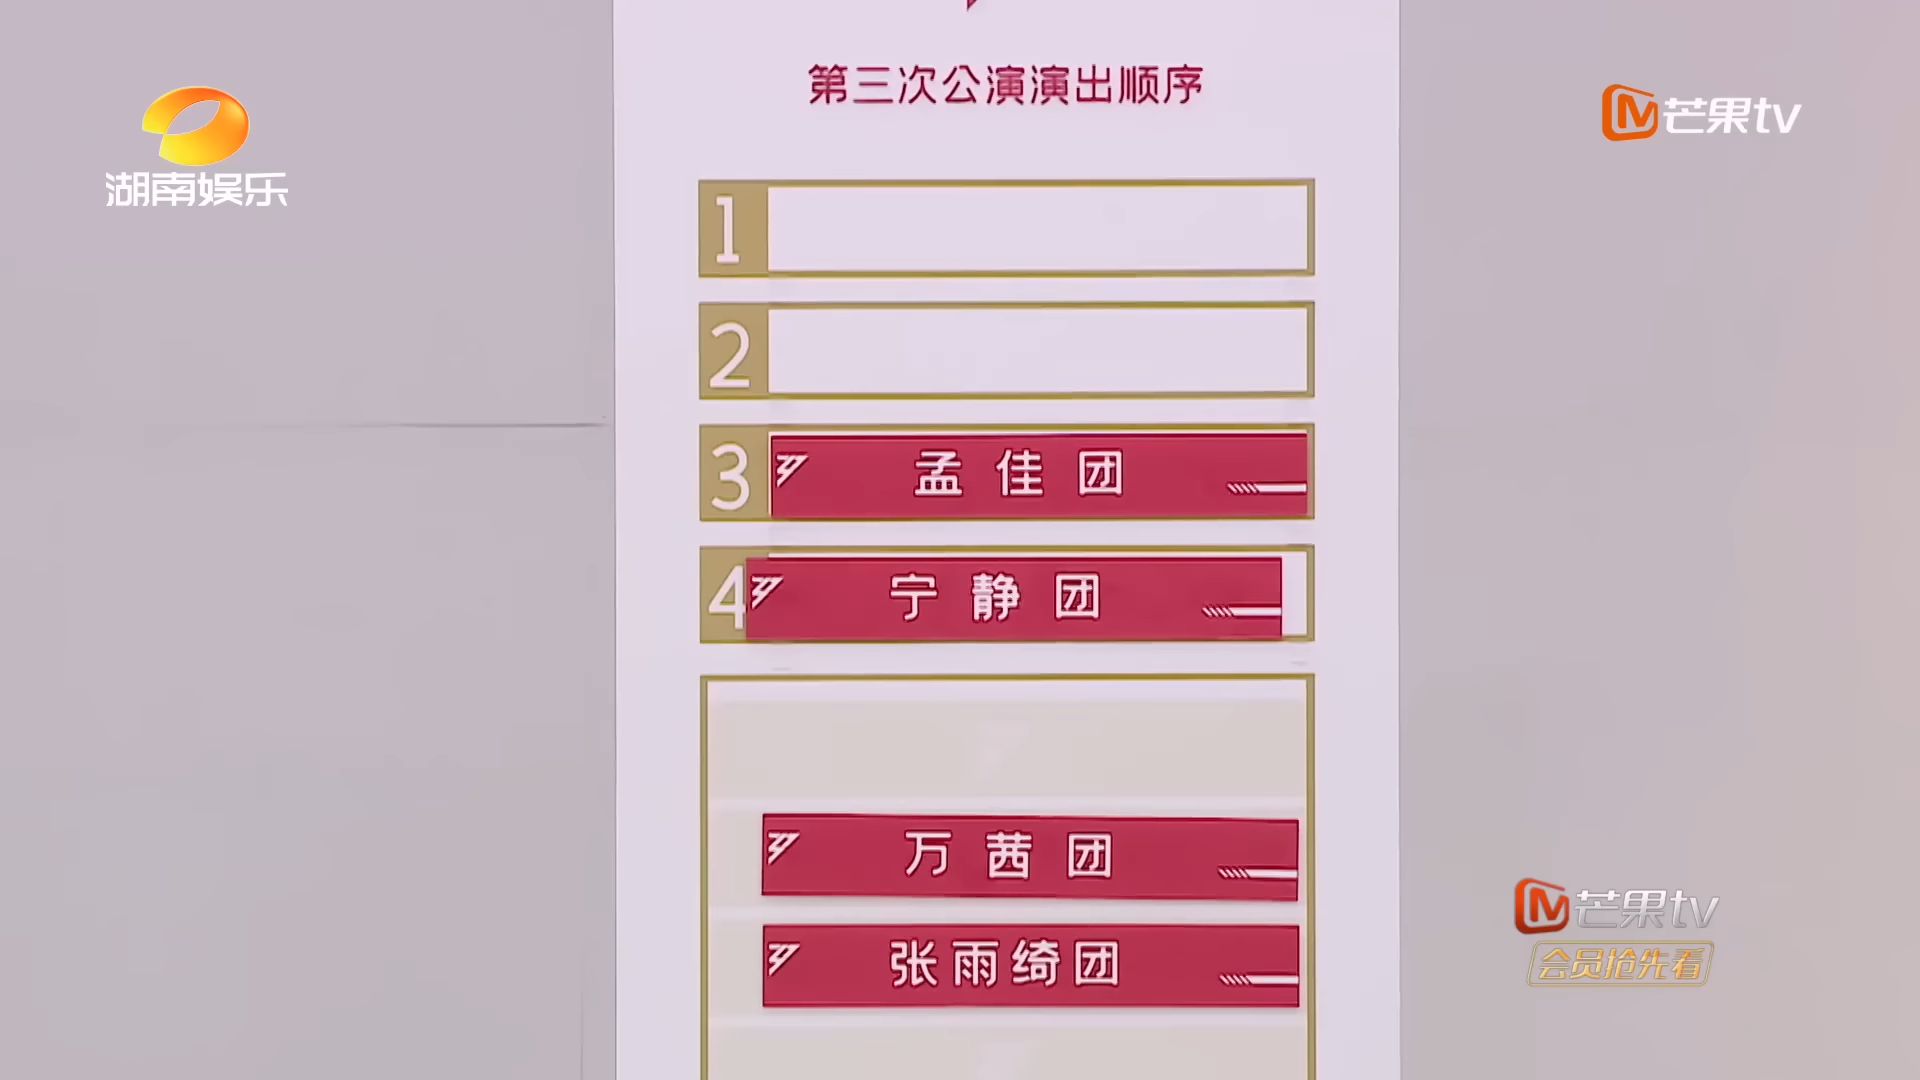 第三次公演演出顺序
湖南娱乐
芒果tv
1
2
3 孟佳团
4 宁静团
万茜团
张雨绮团
芒果tv
会员抢先看